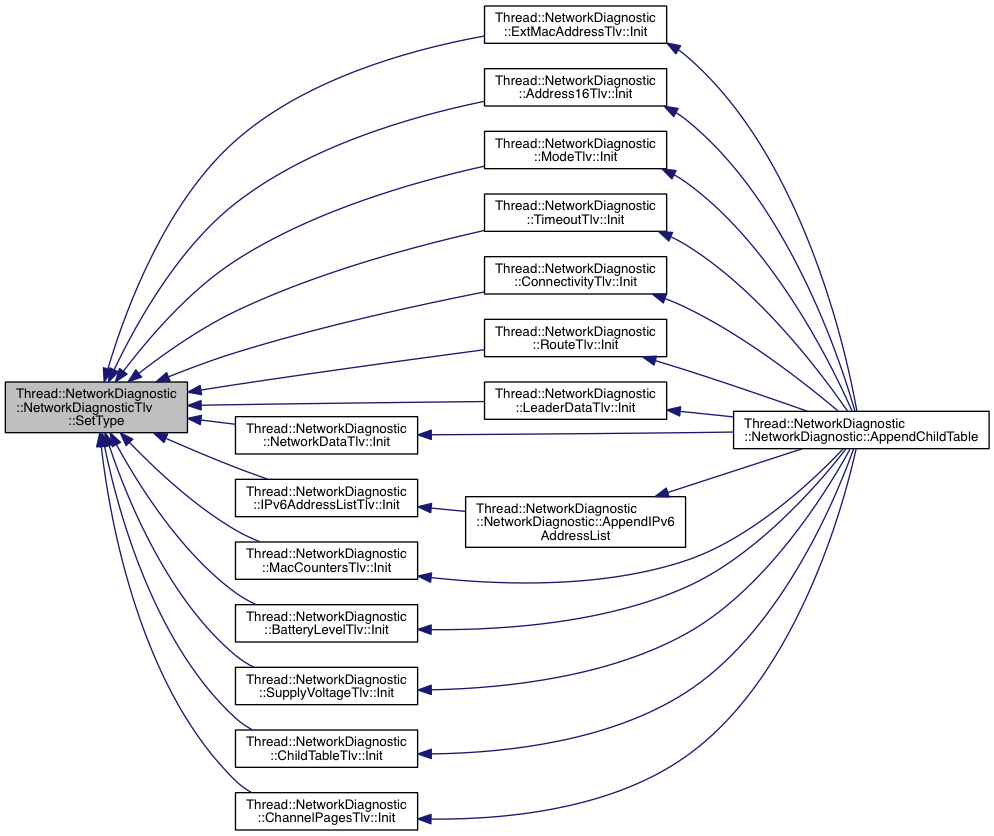 Thread::NetworkDiagnostic
::ExtMacAddressTlv::Init
Thread::NetworkDiagnostic
::Address16Tlv::Init
Thread::NetworkDiagnostic
::ModeTlv::Init
Thread::NetworkDiagnostic
::TimeoutTlv::Init
Thread::NetworkDiagnostic
::ConnectivityTlv::Init
Thread::NetworkDiagnostic
::RouteTlv::Init
Thread::NetworkDiagnostic
::NetworkDiagnosticTlv
::SetType
Thread::NetworkDiagnostic
::LeaderDataTlv::Init
Thread::NetworkDiagnostic
::NetworkDiagnostic::AppendChildTable
Thread::NetworkDiagnostic
::NetworkDataTlv::Init
Thread::NetworkDiagnostic
::IPv6AddressListTlv::Init
Thread::NetworkDiagnostic
::NetworkDiagnostic::AppendIPv6
AddressList
Thread::NetworkDiagnostic
::MacCountersTlv::Init
Thread::NetworkDiagnostic
::BatteryLevelTlv::Init
Thread::NetworkDiagnostic
::SupplyVoltageTlv::Init
Thread::NetworkDiagnostic
::ChildTableTlv::Init
Thread::NetworkDiagnostic
::ChannelPagesTlv::Init